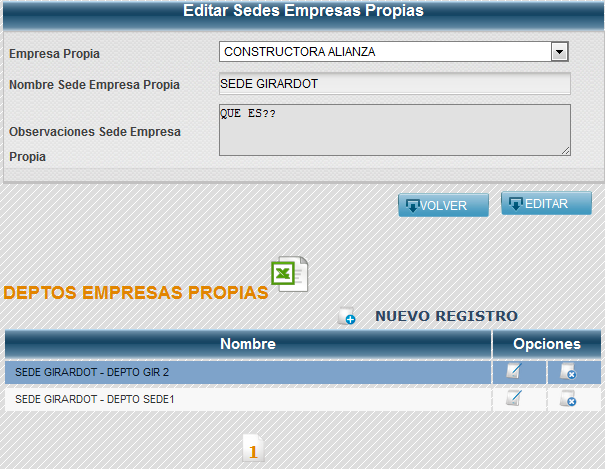 Editar Sedes Empresas Propias
Empresa Propia
CONSTRUCTORA ALIANZA
Nombre Sede Empresa Propia
SEDE GIRARDOT
Observaciones Sede Empresa
Propia
QUE ES??
VOLVER
EDITAR
DEPTOS EMPRESAS PROPIAS
NUEVO REGISTRO
Nombre
Opciones
SEDE GIRARDOT - DEPTO GIR 2
SEDE GIRARDOT - DEPTO SEDE1
1